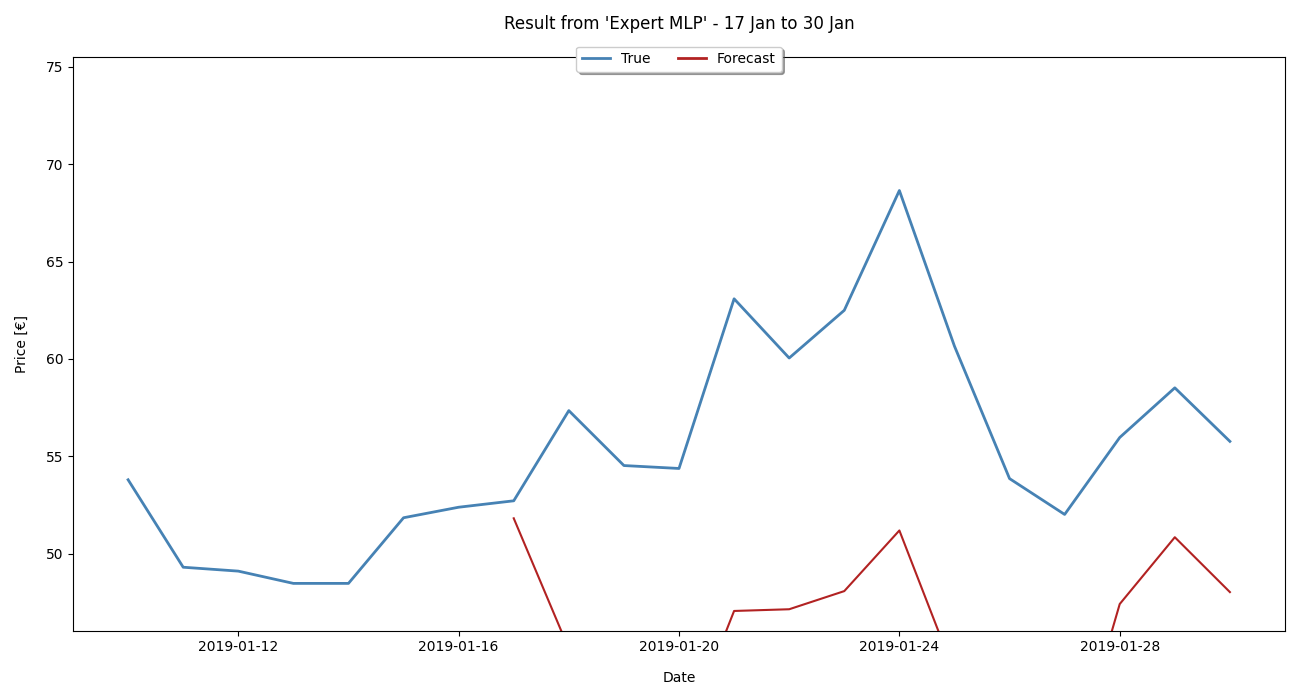 Result from 'Expert MLP' - 17 Jan to 30 Jan
True Forecast
75
70
65
60
55
50
Price [€]
2019-01-12 2019-01-16 2019-01-20 2019-01-24 2019-01-28
Date